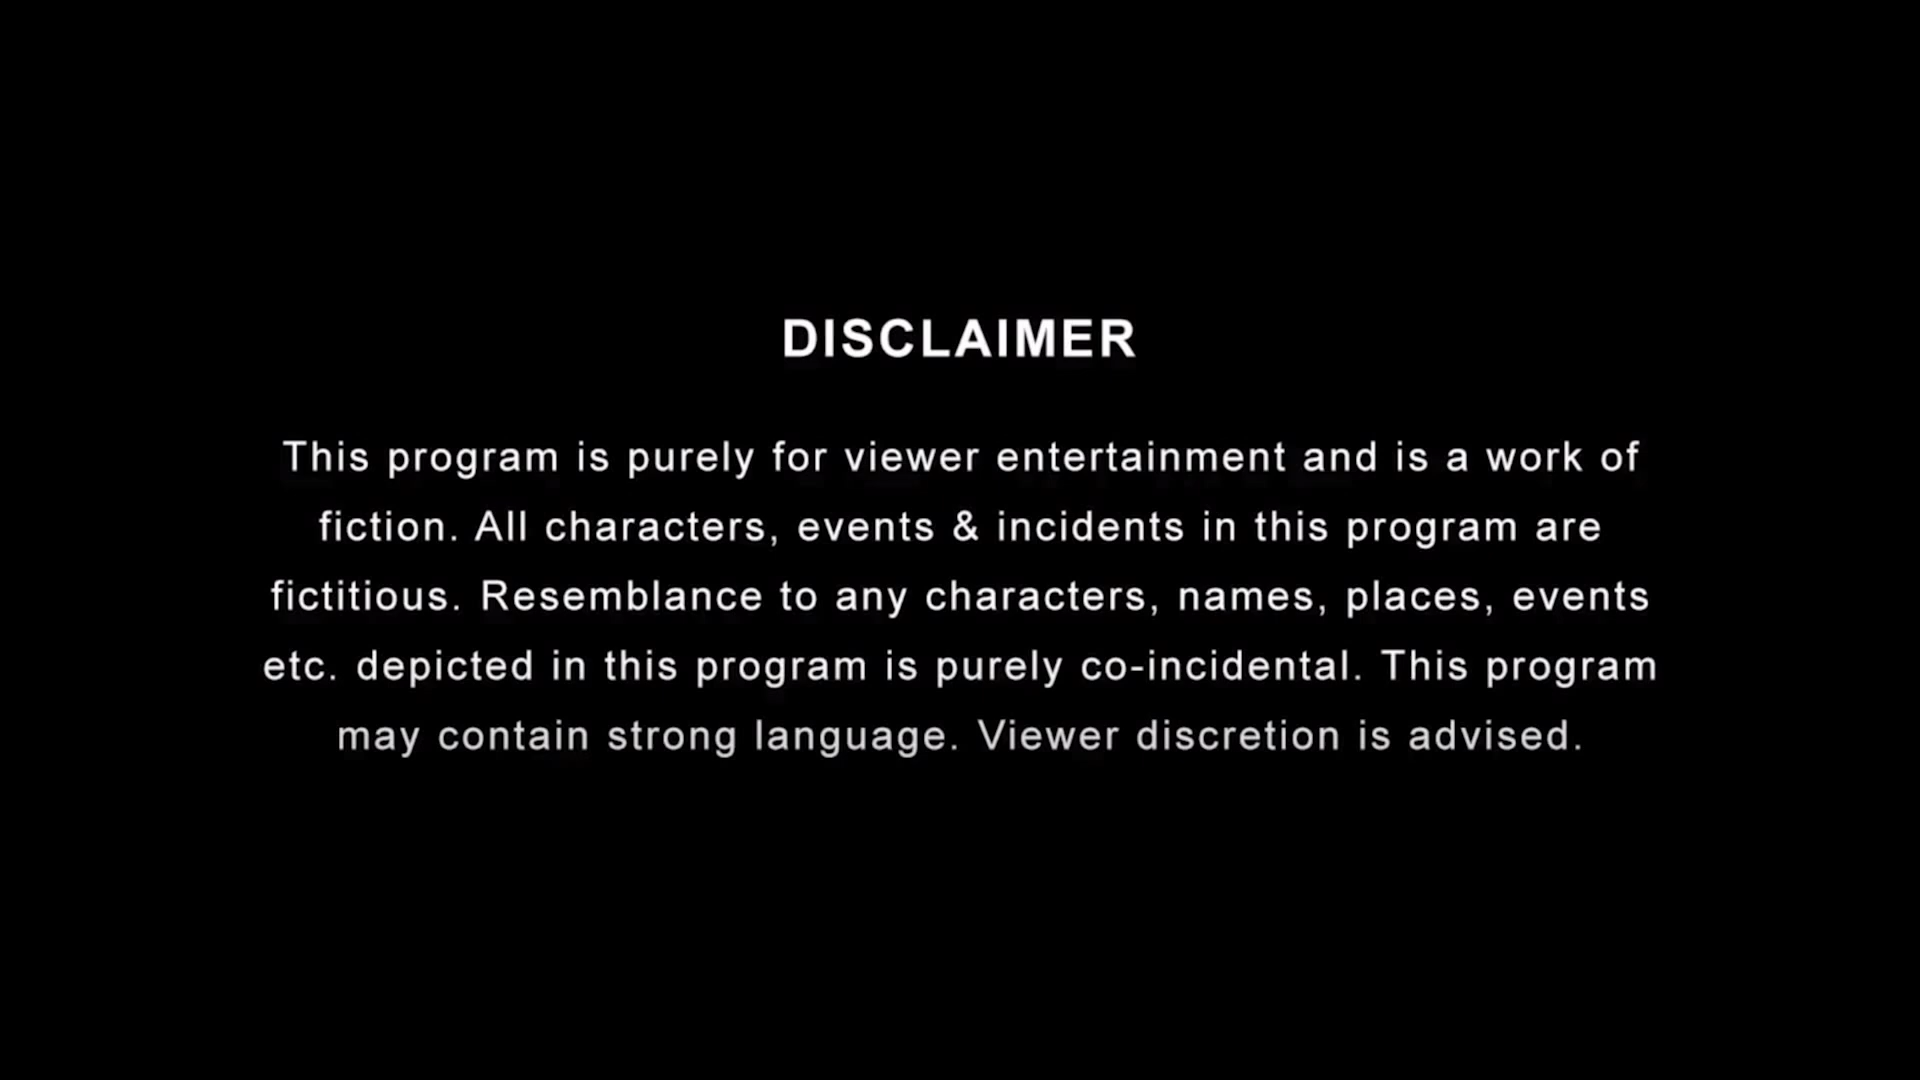 DISCLAIMER
This program is purely for viewer entertainment and is a work of
fiction. All characters, events & incidents in this program are
fictitious. Resemblance to any characters, names, places, events
etc. depicted in this program is purely co-incidental. This program
may contain strong language. Viewer discretion is advised.